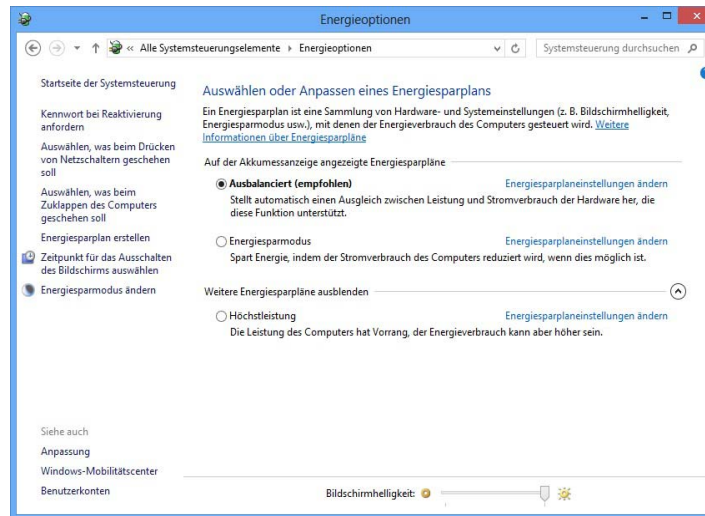 Energieoptionen
« Alle Systemsteuerungselemente ▸ Energieoptionen
Systemsteuerung durchsuchen
Startseite der Systemsteuerung
Kennwort bei Reaktivierung
anfordern
Auswählen, was beim Drücken
von Netzschaltern geschehen
soll
Auswählen, was beim
Zuklappen des Computers
geschehen soll
Energiesparplan erstellen
Zeitpunkt für das Ausschalten
des Bildschirms auswählen
Energiesparmodus ändern
Siehe auch
Anpassung
Windows-Mobilitätscenter
Benutzerkonten
Auswählen oder Anpassen eines Energiesparplans
Ein Energiesparplan ist eine Sammlung von Hardware- und Systemeinstellungen (z. B. Bildschirmhelligkeit,
Energiesparmodus usw.), mit denen der Energieverbrauch des Computers gesteuert wird. Weitere
Informationen über Energiesparpläne
Auf der Akkumessanzeige angezeigte Energiesparpläne
Ausbalanciert (empfohlen) Energiesparplaneinstellungen ändern
Stellt automatisch einen Ausgleich zwischen Leistung und Stromverbrauch der Hardware her, die
diese Funktion unterstützt.
Energiesparmodus Energiesparplaneinstellungen ändern
Spart Energie, indem der Stromverbrauch des Computers reduziert wird, wenn dies möglich ist.
Weitere Energiesparpläne ausblenden
Höchstleistung Energiesparplaneinstellungen ändern
Die Leistung des Computers hat Vorrang, der Energieverbrauch kann aber höher sein.
Bildschirmhelligkeit: